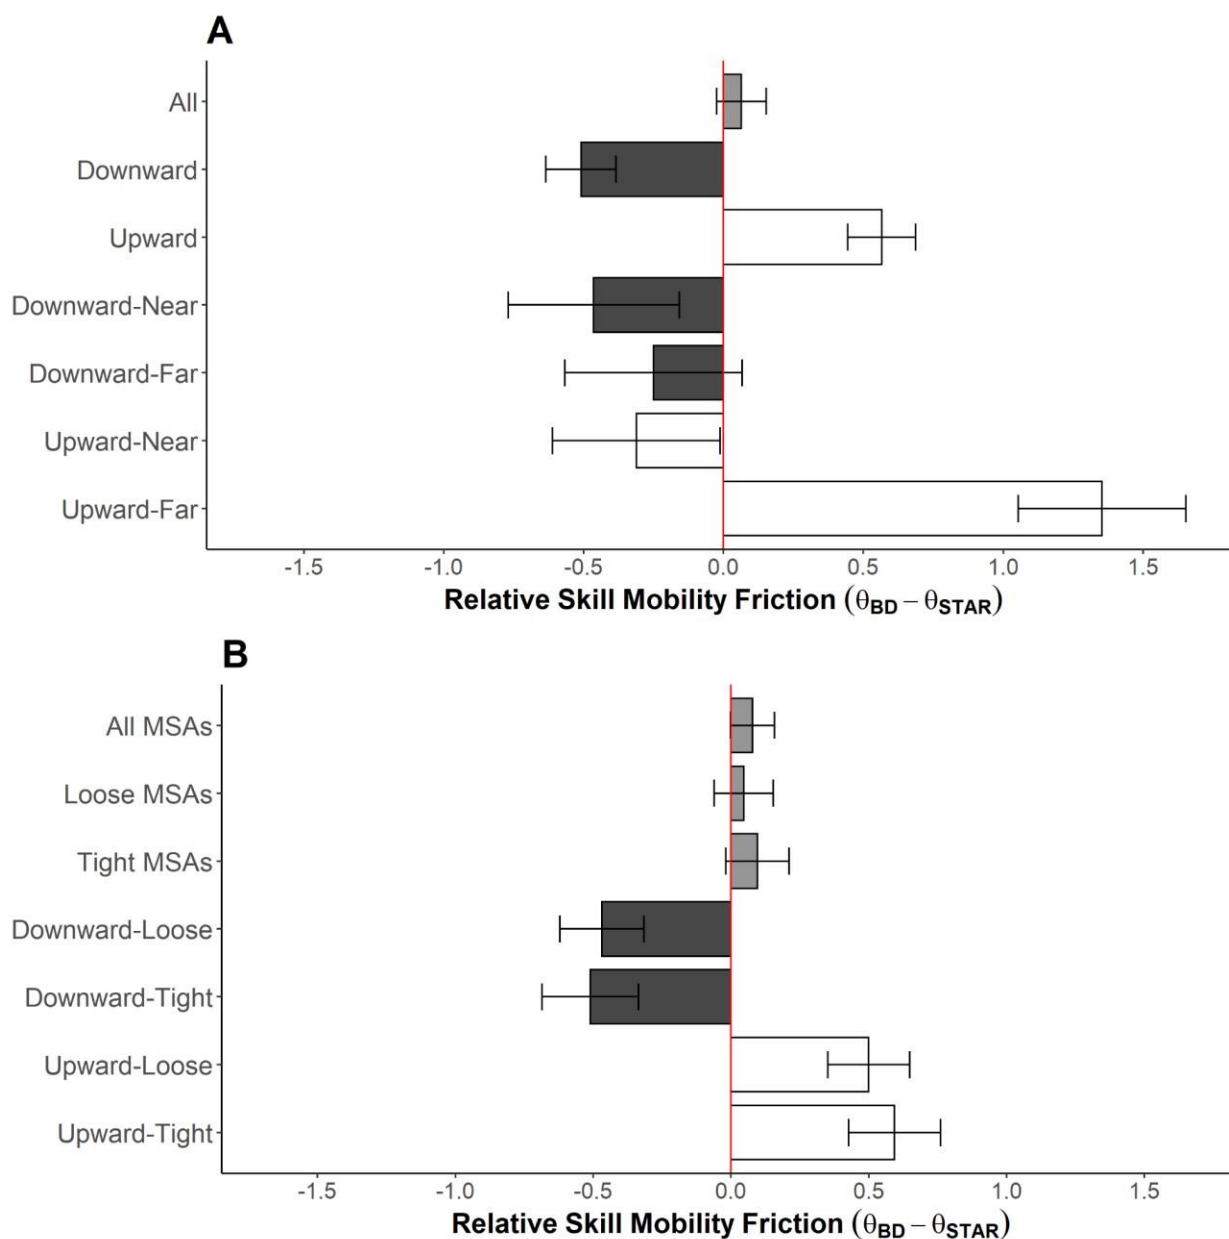 A
All
Downward
Upward
Downward-Near
Downward-Far
Upward-Near
Upward-Far
-1.5 -1.0 -0.5 0.0 0.5 1.0 1.5
Relative Skill Mobility Friction (θBD – θSTAR)
B
All MSAs
Loose MSAs
Tight MSAs
Downward-Loose
Downward-Tight
Upward-Loose
Upward-Tight
-1.5 -1.0 -0.5 0.0 0.5 1.0 1.5
Relative Skill Mobility Friction (θBD – θSTAR)